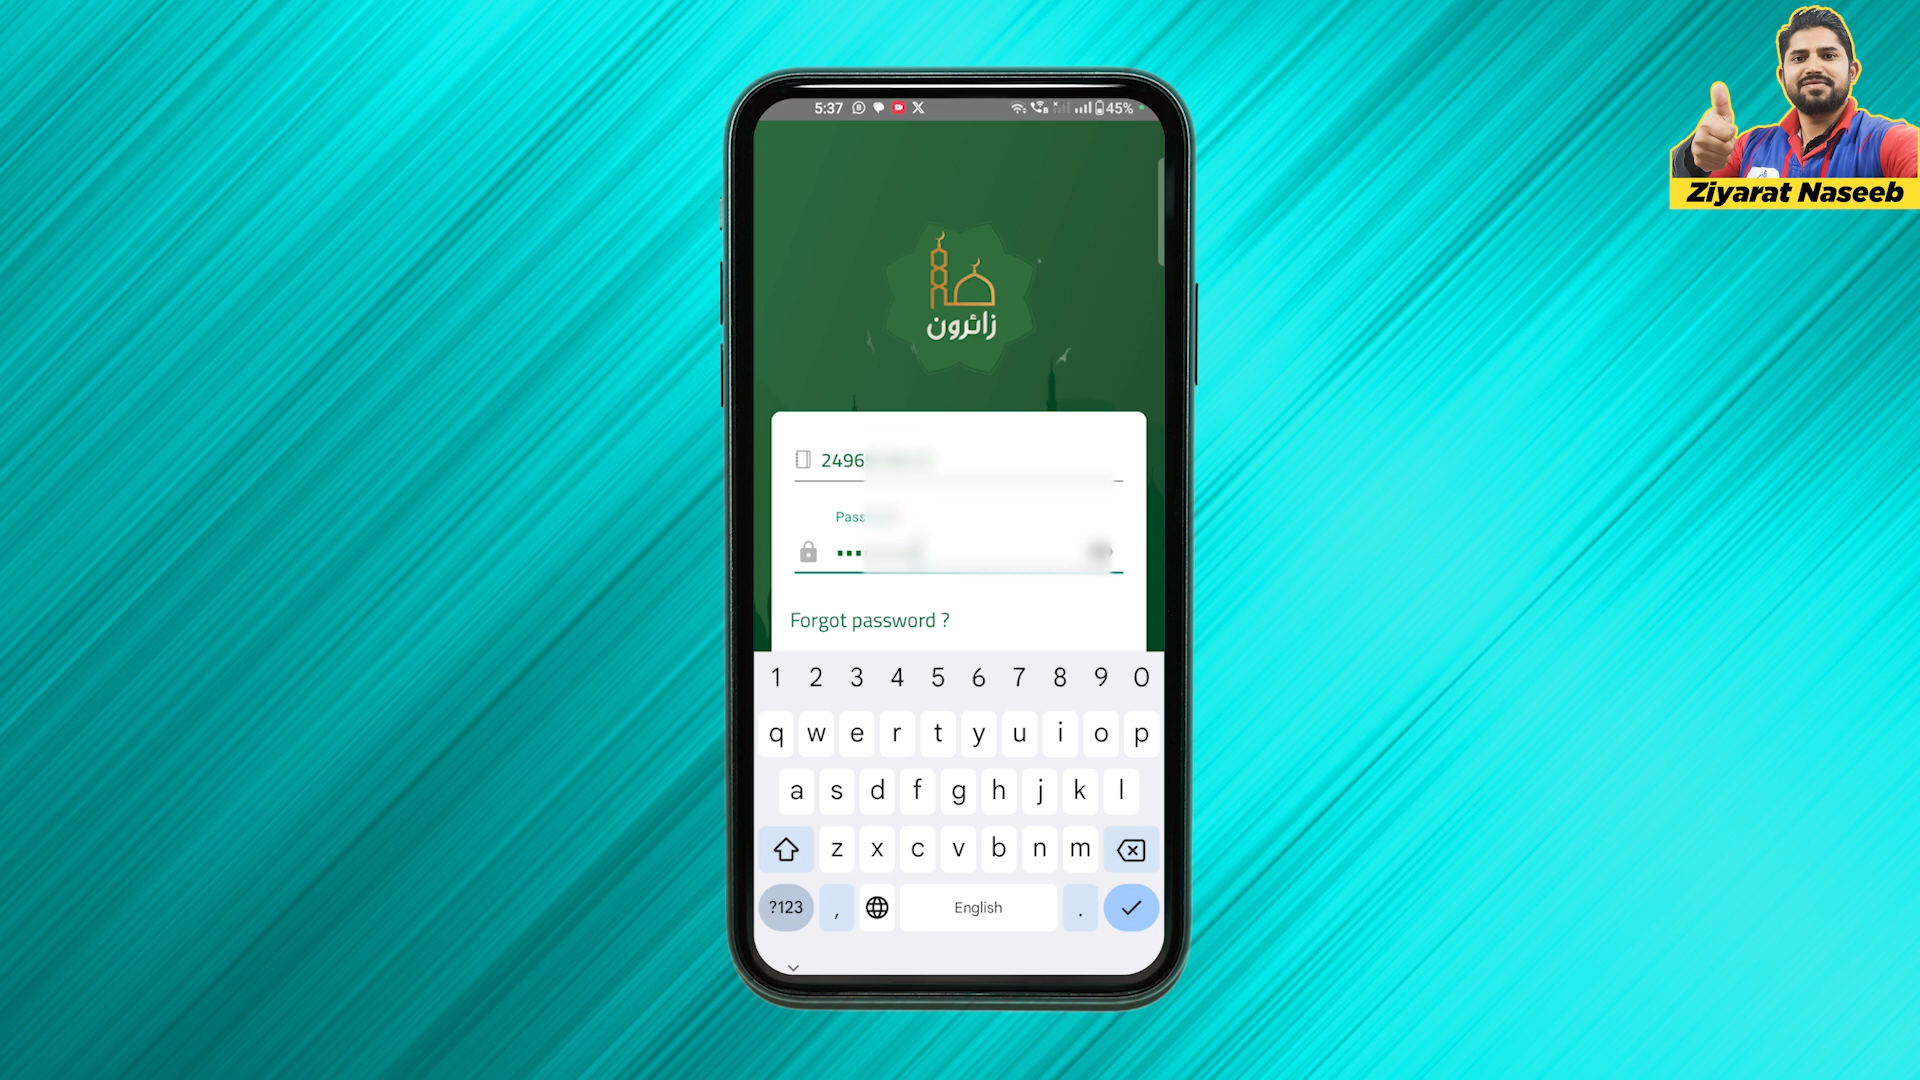 5:37 45%
Ziyarat Naseeb
زائرون
2496
Pass
Forgot password ?
1 2 3 4 5 6 7 8 9 0
q w e r t y u i o p
a s d f g h j k l
z x c v b n m
?123 , English .